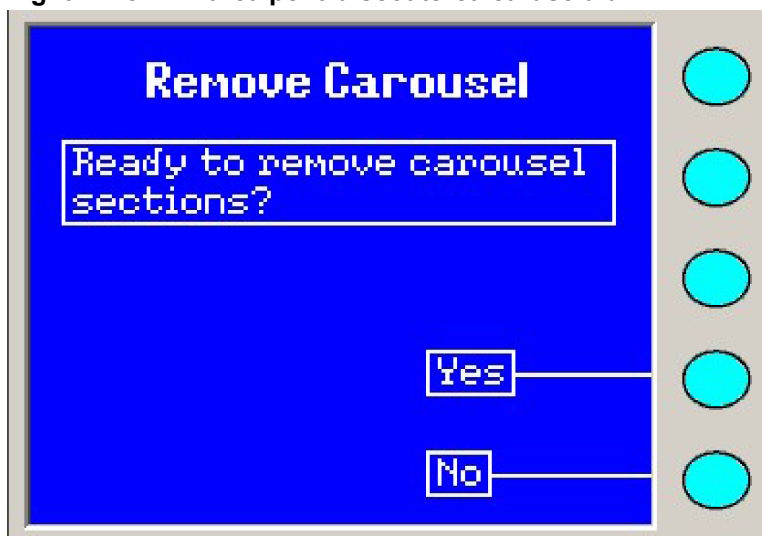 Remove Carousel
Ready to remove carousel
sections?
Yes
No